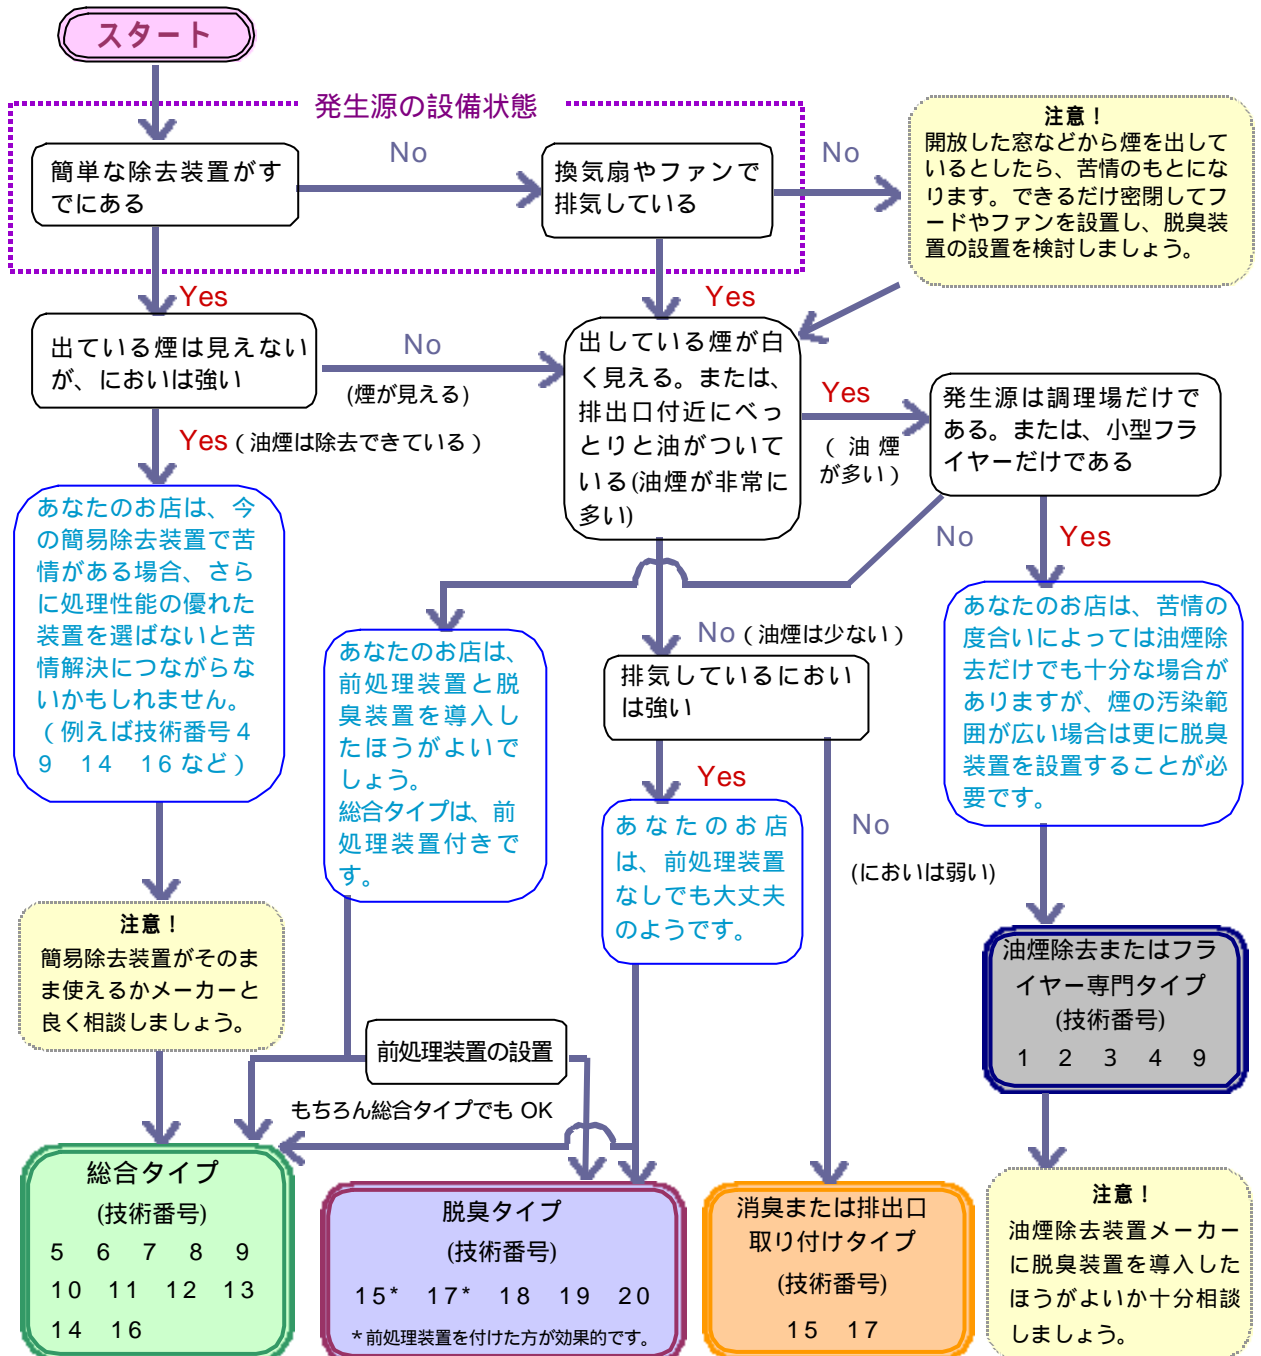 スタート
発生源の設備状態
簡単な除去装置がす
でにある
No
換気扇やファンで
排気している
No
注意！
開放した窓などから煙を出して
いるとしたら、苦情のもとにな
ります。できるだけ密閉してフ
ードやファンを設置し、脱臭装
置の設置を検討しましょう。
Yes
Yes
出ている煙は見えない
が、においは強い
No
(煙が見える)
出している煙が白
く見える。または、
排出口付近にべっ
とりと油がついて
いる(油煙が非常に
多い)
Yes
（油煙
が多い）
発生源は調理場だけで
ある。または、小型フラ
イヤーだけである
Yes（油煙は除去できている）
No
Yes
あなたのお店は、今
の簡易除去装置で苦
情がある場合、さら
に処理性能の優れた
装置を選ばないと苦
情解決につながらな
いかもしれません。
（例えば技術番号4
9 14 16など）
あなたのお店は、
前処理装置と脱
臭装置を導入し
たほうがよいで
しょう。
総合タイプは、前
処理装置付きで
す。
No（油煙は少ない）
排気しているにおい
は強い
あなたのお店は、苦情の
度合いによっては油煙除
去だけでも十分な場合が
ありますが、煙の汚染範
囲が広い場合は更に脱臭
装置を設置することが必
要です。
Yes
あなたのお店
は、前処理装置
なしでも大丈夫
のようです。
No
(においは弱い)
注意！
簡易除去装置がそのま
ま使えるかメーカーと
良く相談しましょう。
前処理装置の設置
もちろん総合タイプでも OK
油煙除去またはフラ
イヤー専門タイプ
(技術番号)
1 2 3 4 9
総合タイプ
(技術番号)
5 6 7 8 9
10 11 12 13
14 16
脱臭タイプ
(技術番号)
15* 17* 18 19 20
*前処理装置を付けた方が効果的です。
消臭または排出口
取り付けタイプ
(技術番号)
15 17
注意！
油煙除去装置メーカー
に脱臭装置を導入した
ほうがよいか十分相談
しましょう。